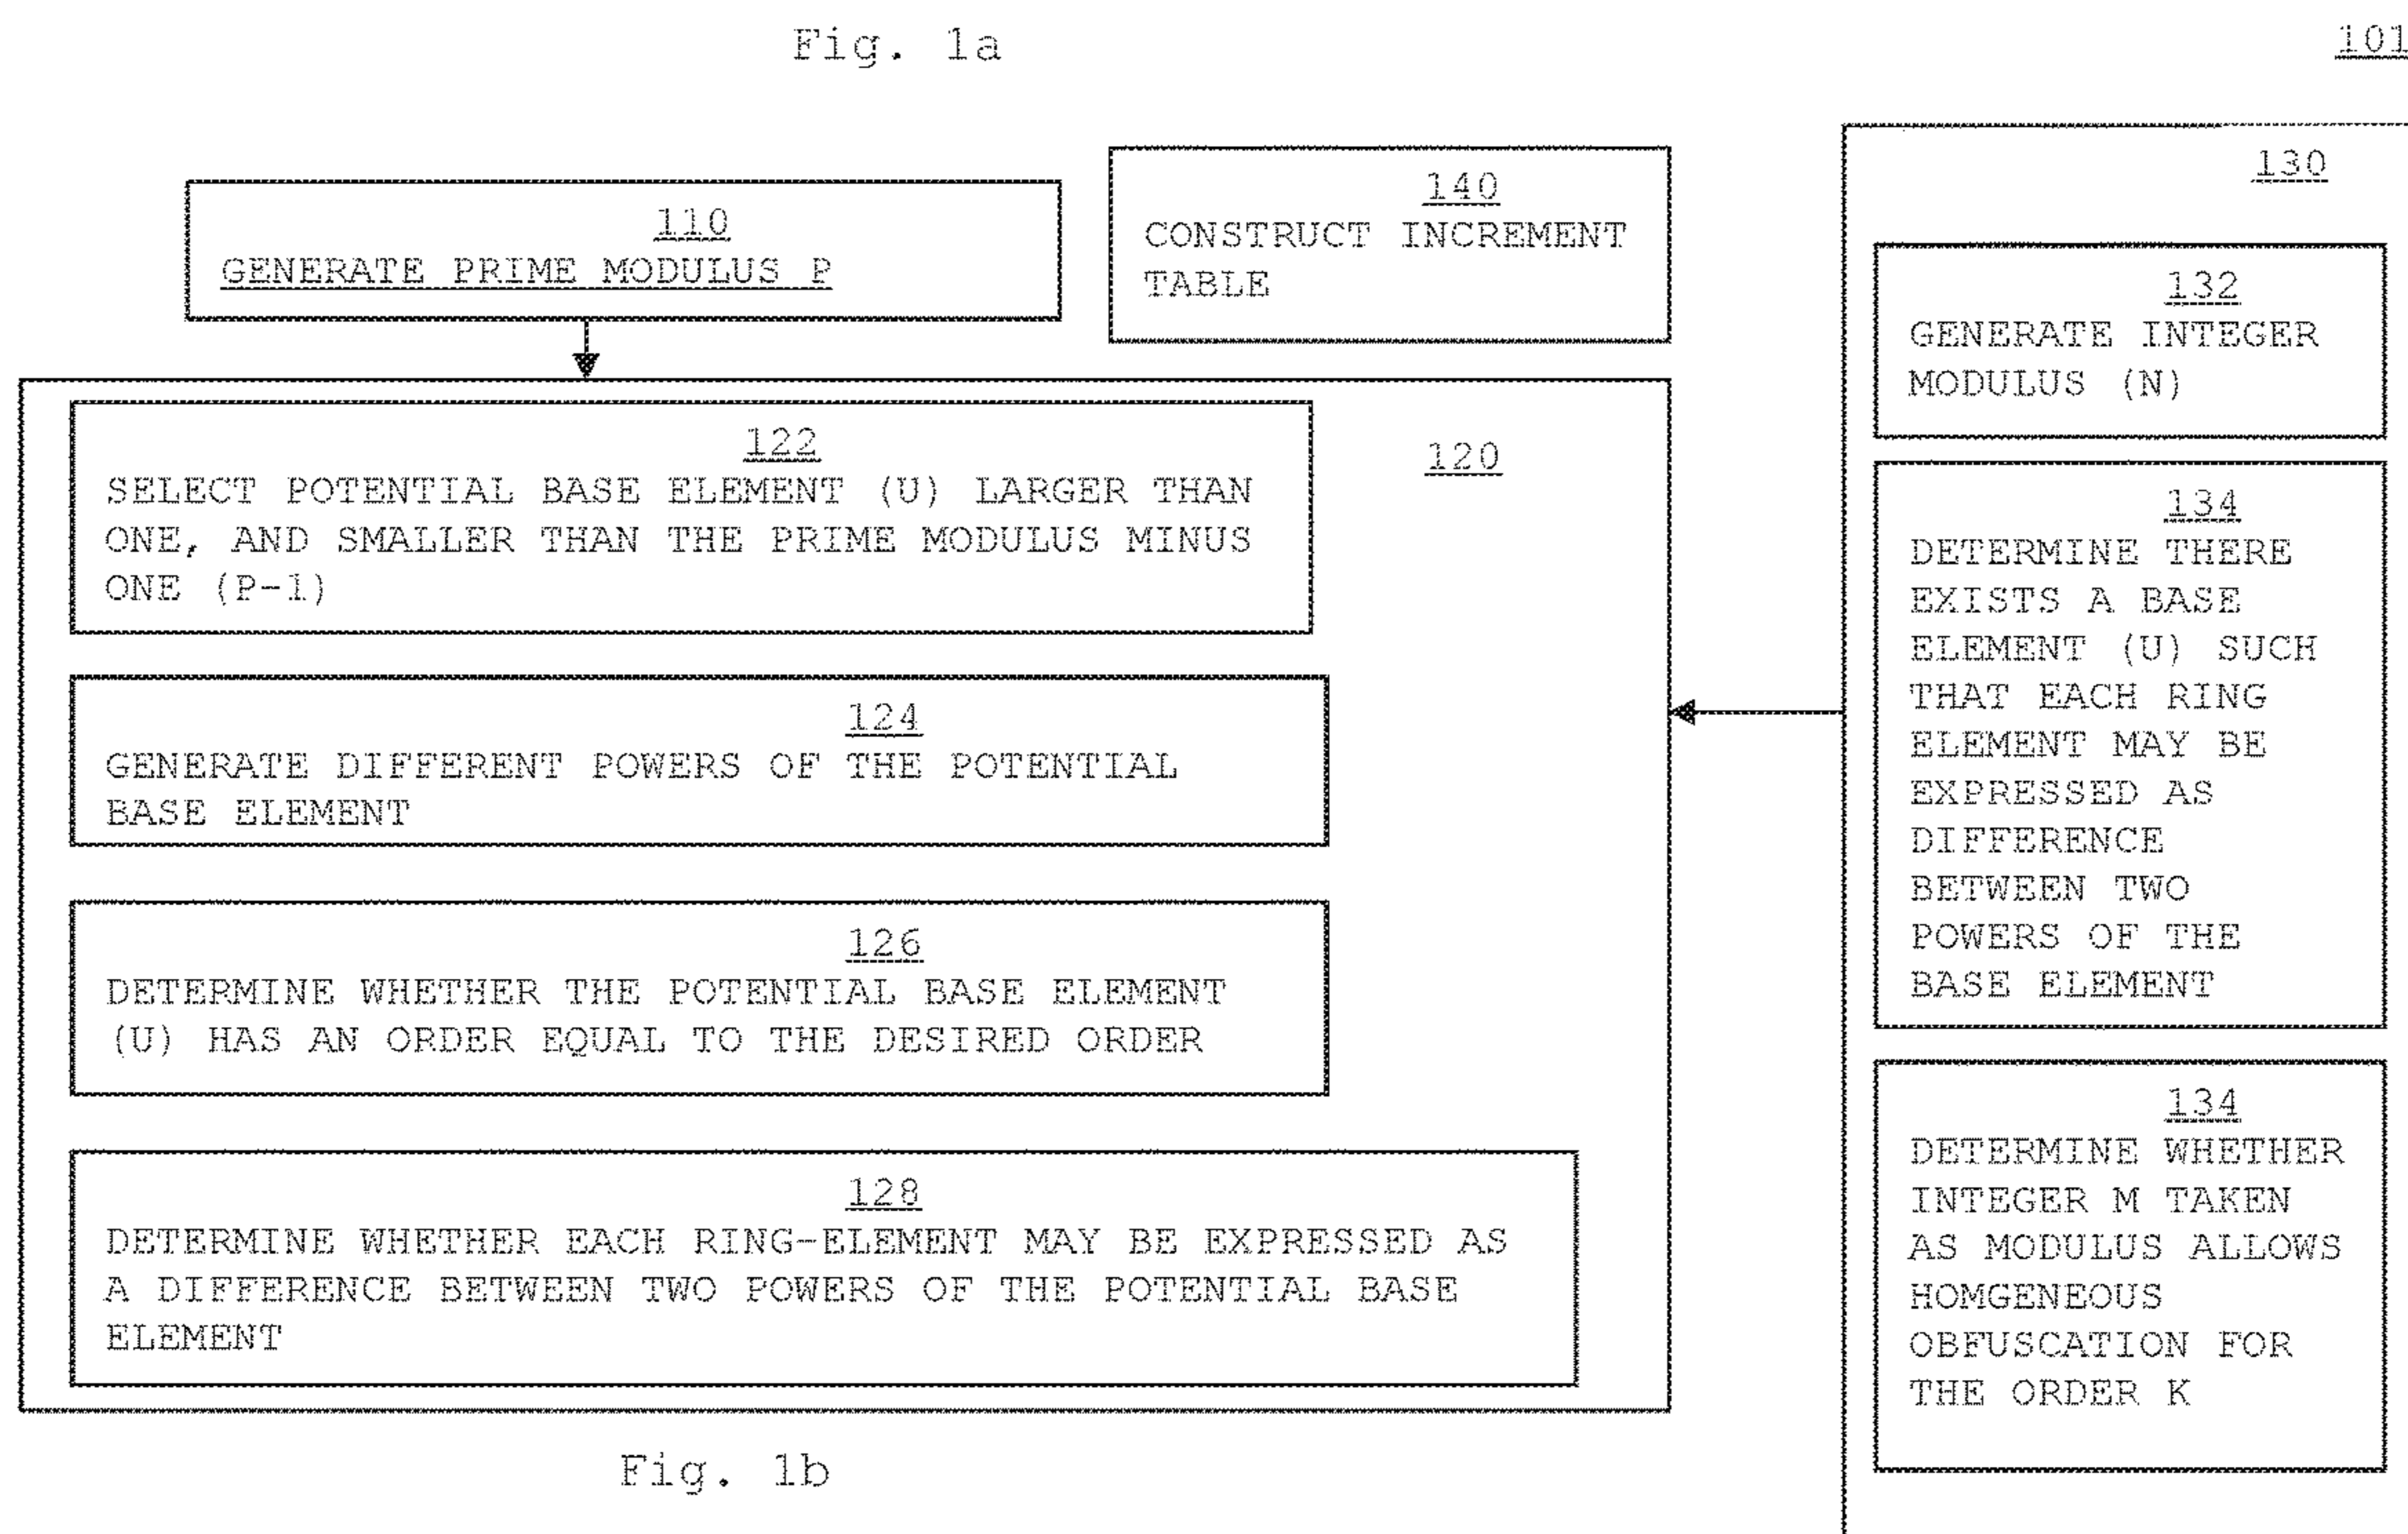 Fig. 1a
101
110
GENERATE PRIME MODULUS P
140
CONSTRUCT INCREMENT
TABLE
120
122
SELECT POTENTIAL BASE ELEMENT (U) LARGER THAN
ONE, AND SMALLER THAN THE PRIME MODULUS MINUS
ONE (P-1)
124
GENERATE DIFFERENT POWERS OF THE POTENTIAL
BASE ELEMENT
126
DETERMINE WHETHER THE POTENTIAL BASE ELEMENT
(U) HAS AN ORDER EQUAL TO THE DESIRED ORDER
128
DETERMINE WHETHER EACH RING-ELEMENT MAY BE EXPRESSED AS
A DIFFERENCE BETWEEN TWO POWERS OF THE POTENTIAL BASE
ELEMENT
130
132
GENERATE INTEGER
MODULUS (N)
134
DETERMINE THERE
EXISTS A BASE
ELEMENT (U) SUCH
THAT EACH RING
ELEMENT MAY BE
EXPRESSED AS
DIFFERENCE
BETWEEN TWO
POWERS OF THE
BASE ELEMENT
134
DETERMINE WHETHER
INTEGER M TAKEN
AS MODULUS ALLOWS
HOMGENEOUS
OBFUSCATION FOR
THE ORDER K
Fig. 1b